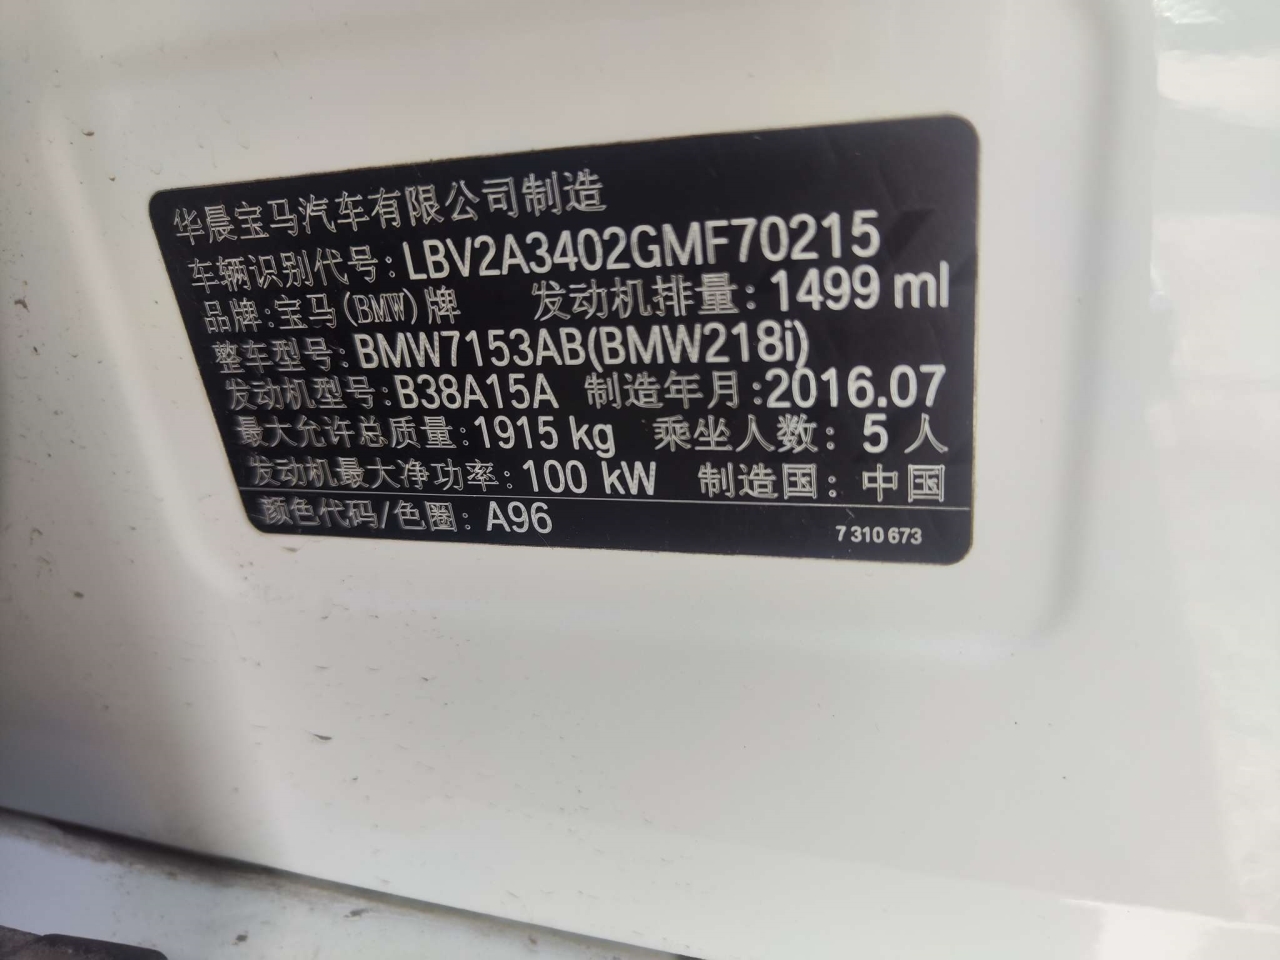 华晨宝马汽车有限公司制造
车辆识别代号:LBV2A3402GMF70215
品牌:宝马(BMW)牌 发动机排量:1499 ml
整车型号:BMW7153AB(BMW218i)
发动机型号:B38A15A 制造年月:2016.07
最大允许总质量:1915 kg 乘坐人数:5 人
发动机最大净功率:100 kW 制造国:中国
颜色代码/色圈:A96
7 310 673